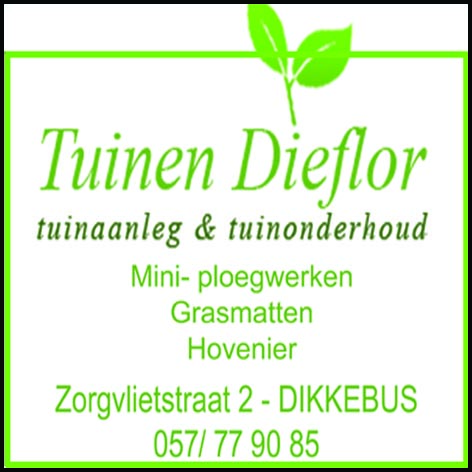 Tuinen Dieflor
tuinaanleg & tuinonderhoud
Mini- ploegwerken
Grasmatten
Hovenier
Zorgvlietstraat 2 - DIKKEBUS
057/ 77 90 85